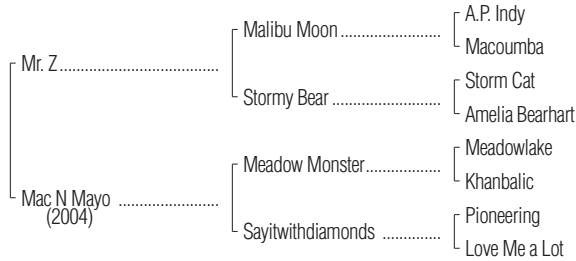 A.P. Indy
Malibu Moon
Macoumba
Mr. Z
Storm Cat
Stormy Bear
Amelia Bearhart
Meadowlake
Meadow Monster
Khanbalic
Mac N Mayo
(2004)
Pioneering
Sayitwithdiamonds
Love Me a Lot